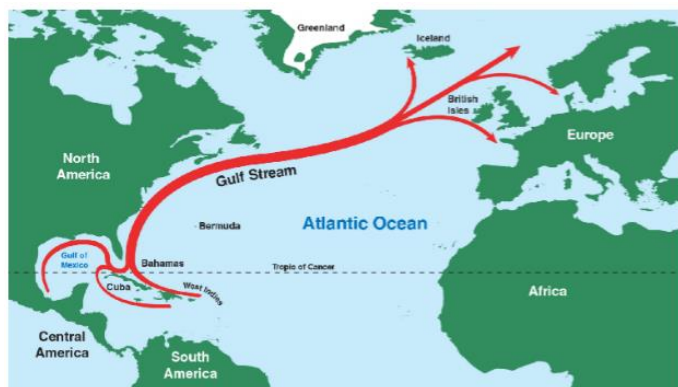 Greenland
Iceland
British
Isles
Europe
North
America
Gulf Stream
Bermuda
Atlantic Ocean
Gulf of
Mexico
Bahamas
Tropic of Cancer
Cuba
West Indies
Africa
Central
America
South
America